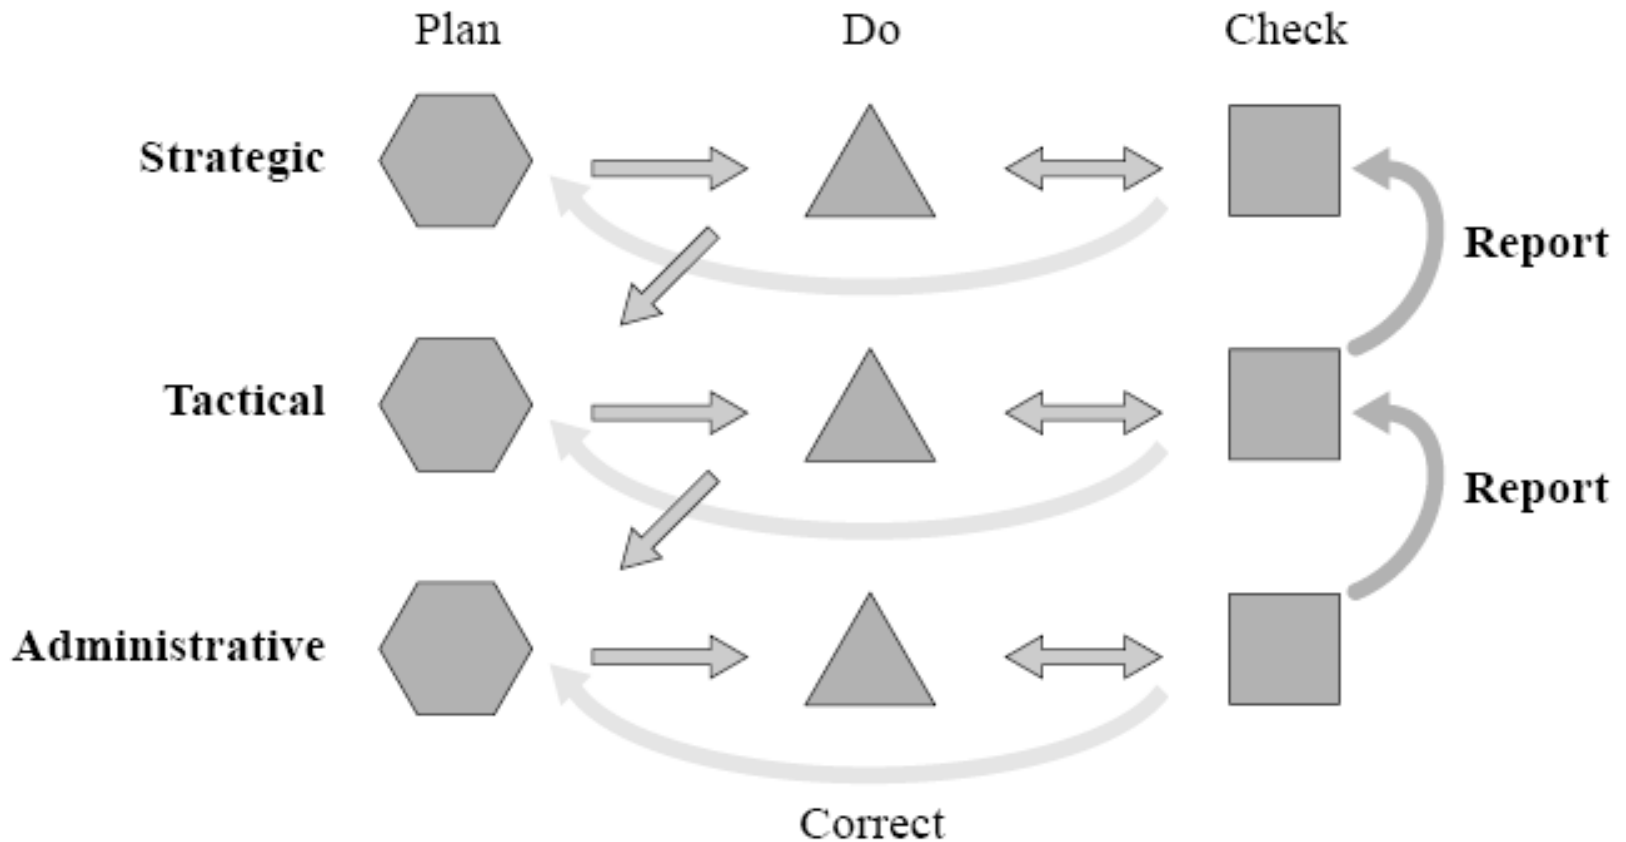 Plan Do Check
Strategic
Report
Tactical
Report
Administrative
Correct